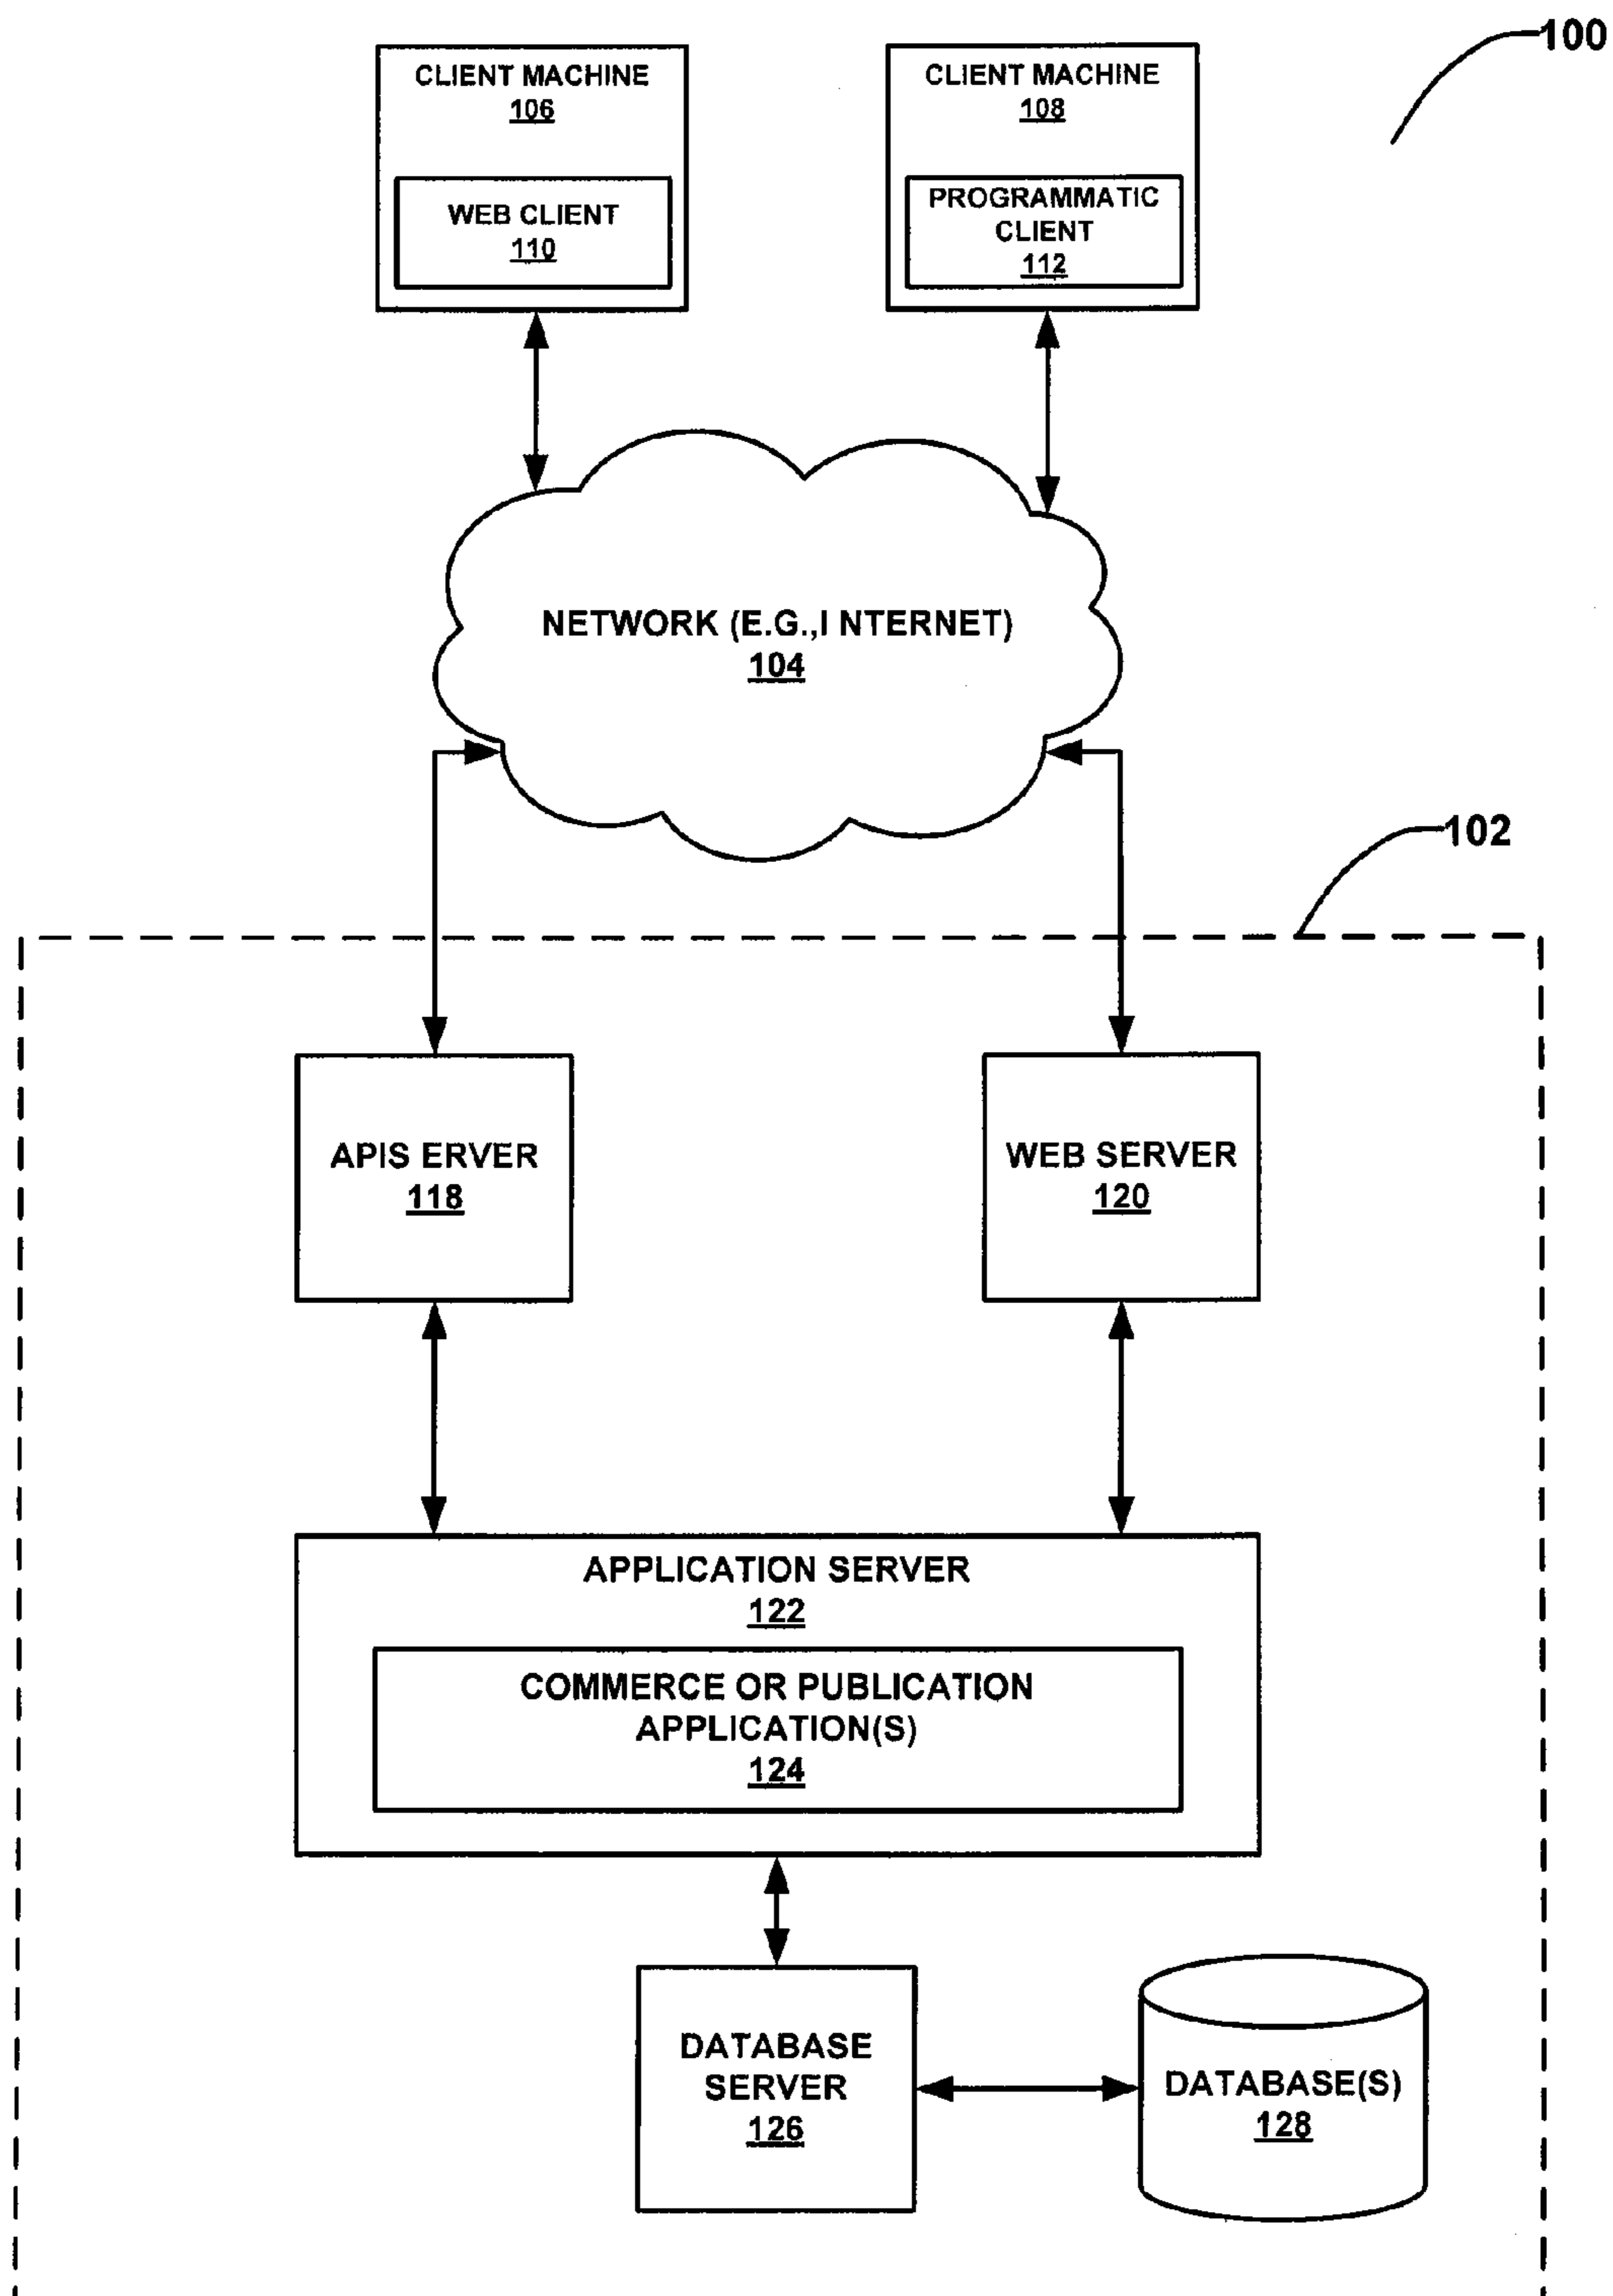 100
CLIENT MACHINE
106
WEB CLIENT
110
CLIENT MACHINE
108
PROGRAMMATIC
CLIENT
112
NETWORK (E.G.,I NTERNET)
104
102
APIS ERVER
118
WEB SERVER
120
APPLICATION SERVER
122
COMMERCE OR PUBLICATION
APPLICATION(S)
124
DATABASE
SERVER
126
DATABASE(S)
128